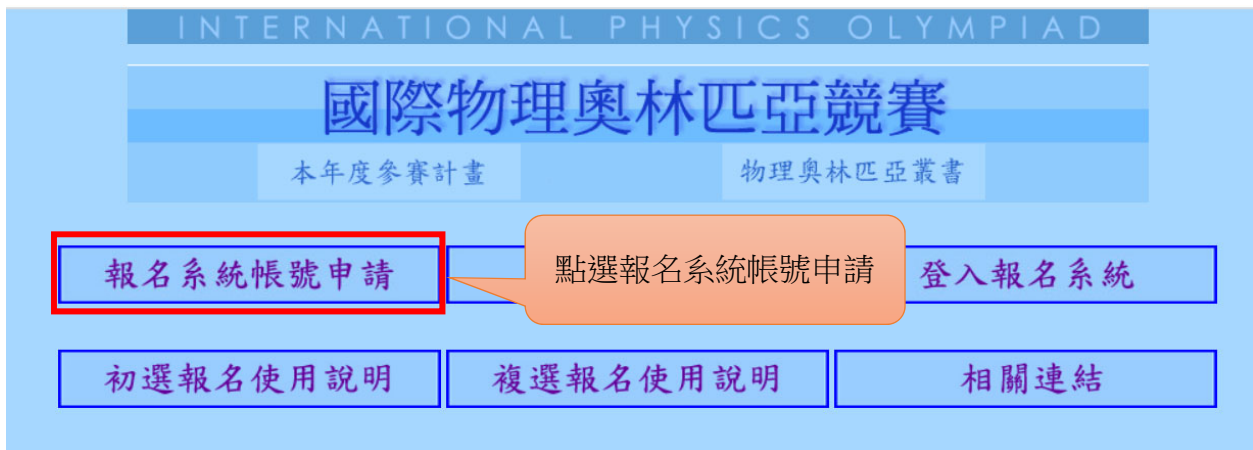 INTERNATIONAL PHYSICS OLYMPIAD
國際物理奧林匹亞競賽
本年度參賽計畫 物理奧林匹亞叢書
報名系統帳號申請 點選報名系統帳號申請 登入報名系統
初選報名使用說明 複選報名使用說明 相關連結